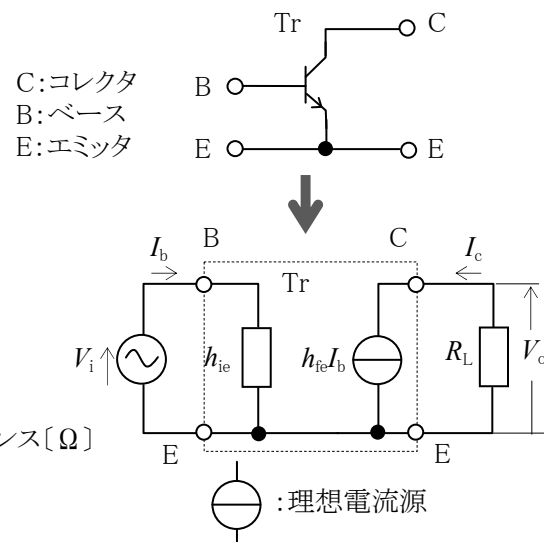 Tr
C
C:コレクタ
B:ベース
E:エミッタ
B
E
E
I_b
B
C
I_c
Tr
V_i
h_ie
h_fe I_b
R_L
V_o
ンス〔Ω〕
E
E
:理想電流源